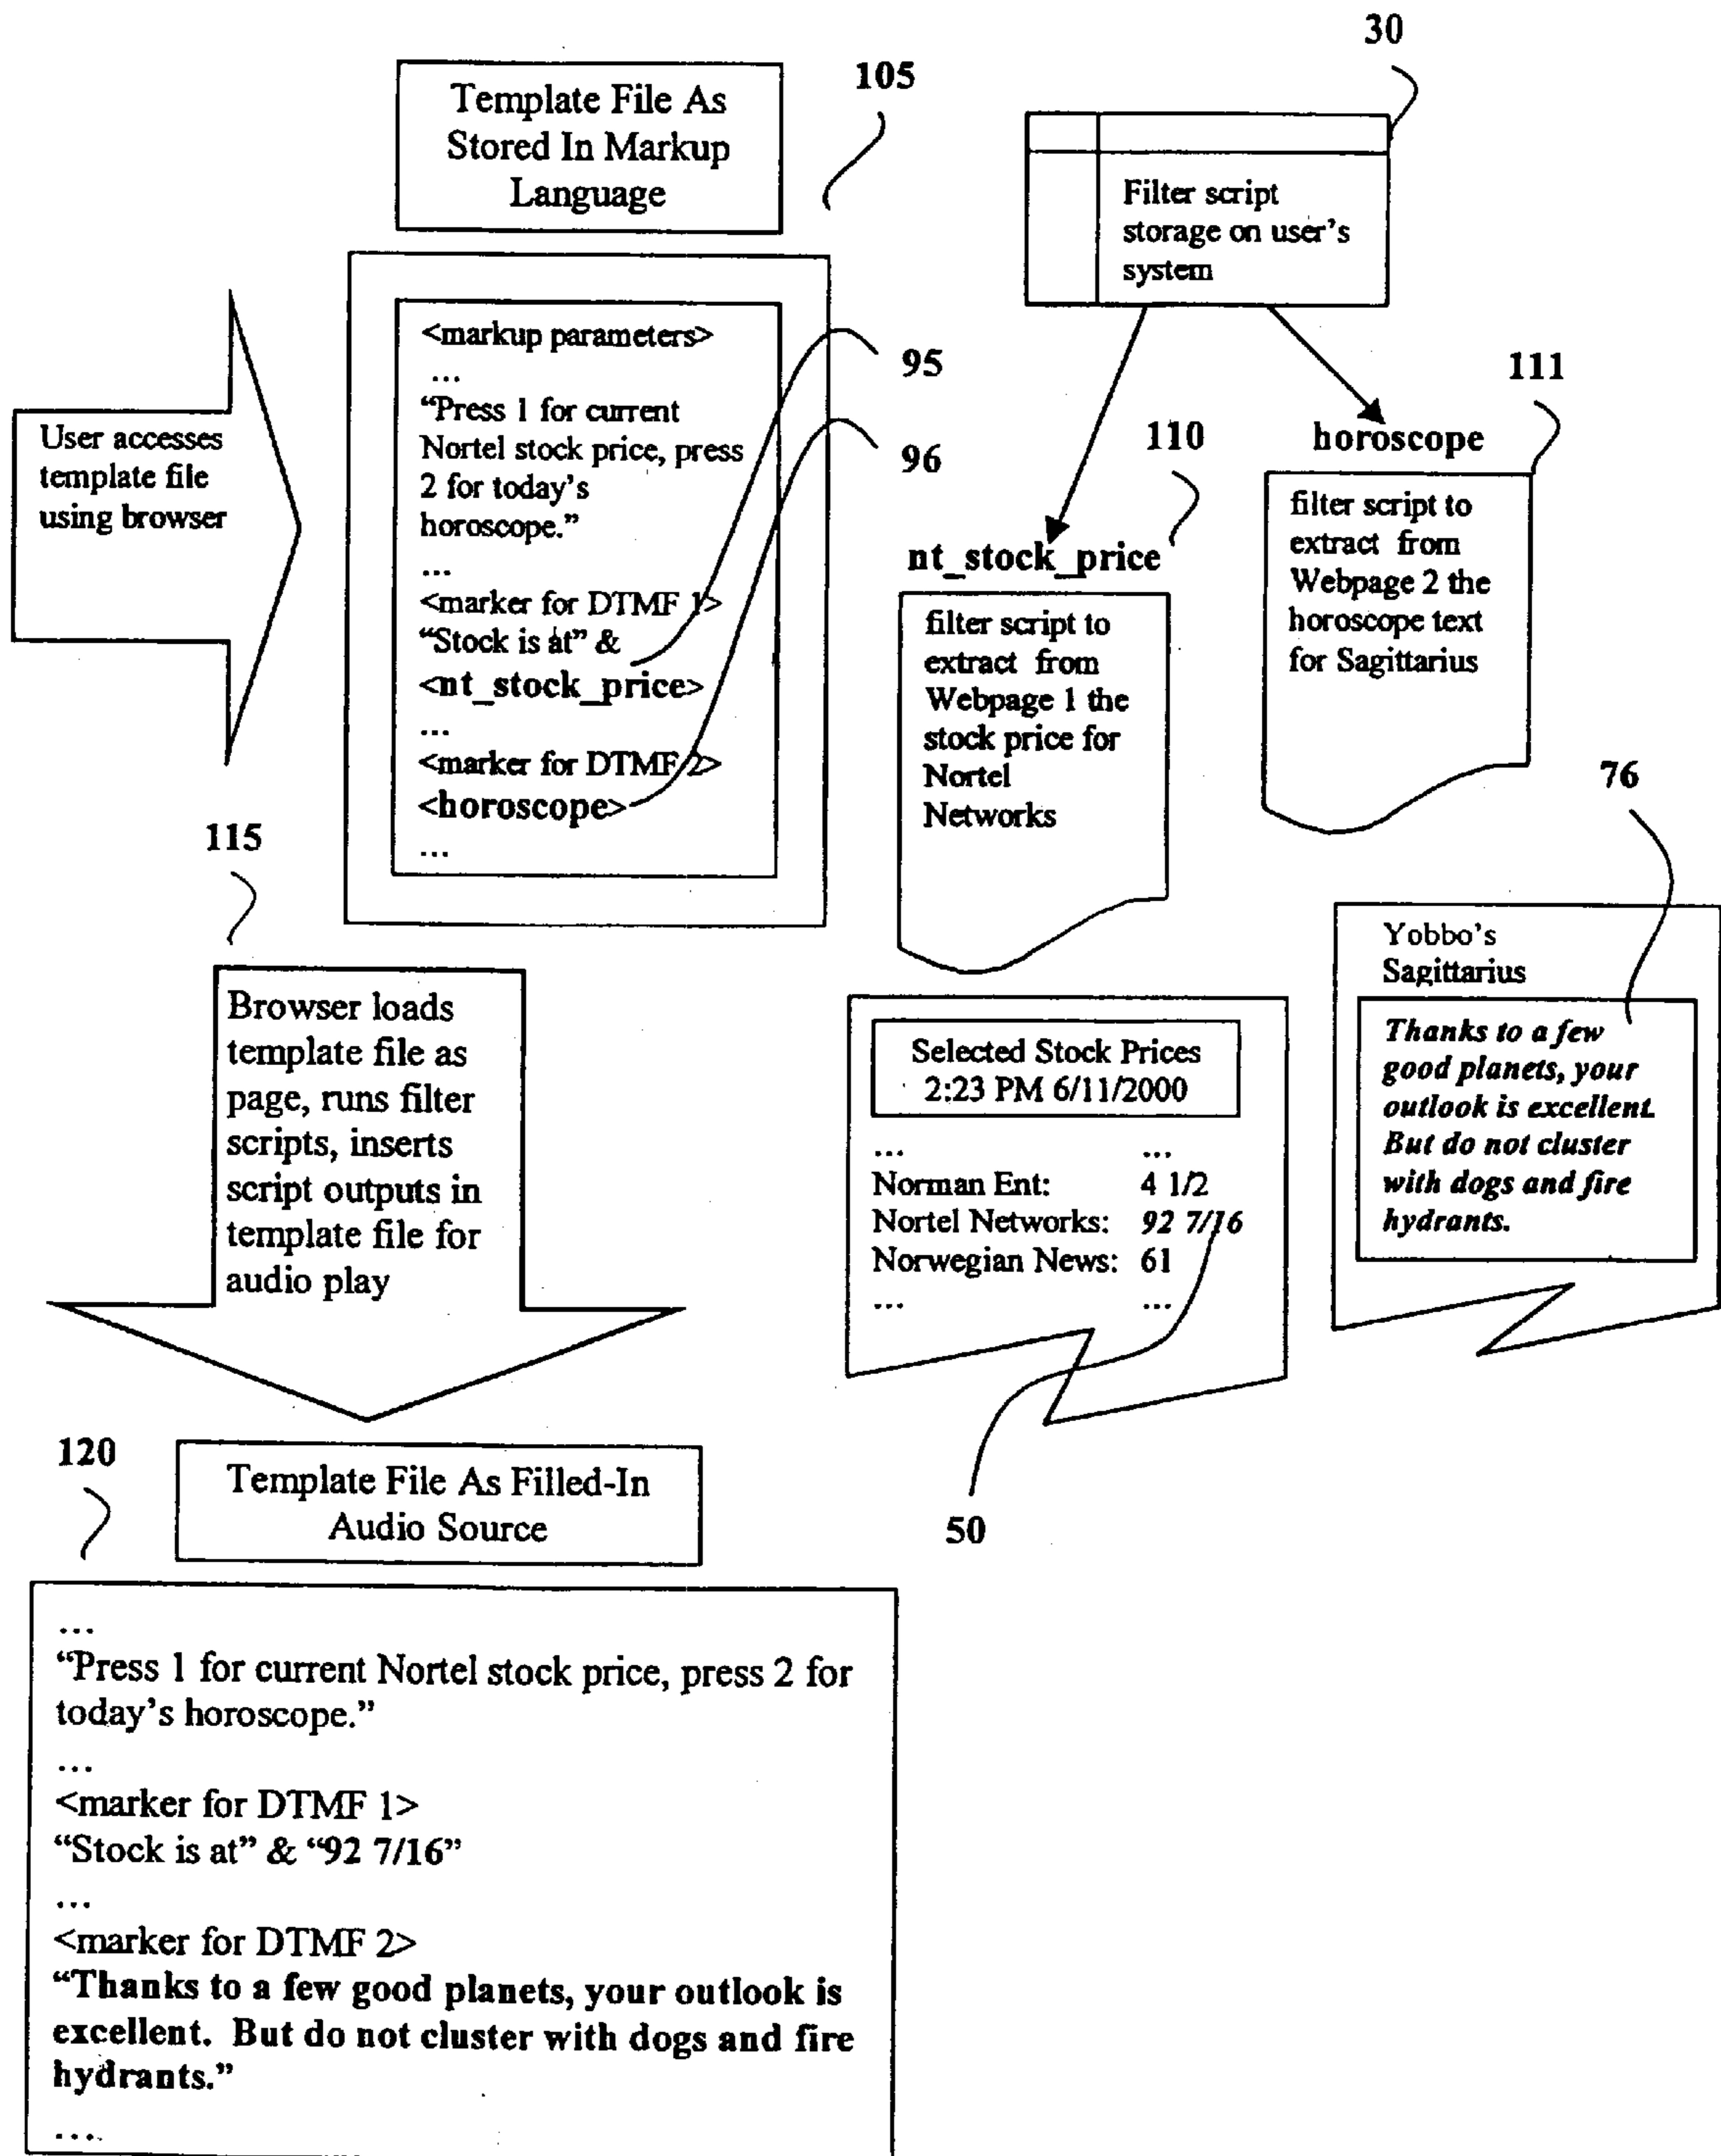 30
105
Template File As
Stored In Markup
Language
Filter script
storage on user's
system
User accesses
template file
using browser
<markup parameters>
...
“Press 1 for current
Nortel stock price, press
2 for today's
horoscope.”
...
<marker for DTMF 1>
“Stock is at” &
<nt_stock_price>
...
<marker for DTMF 2>
<horoscope>
...
95
96
110
nt_stock_price
filter script to
extract from
Webpage 1 the
stock price for
Nortel
Networks
111
horoscope
filter script to
extract from
Webpage 2 the
horoscope text
for Sagittarius
76
115
Browser loads
template file as
page, runs filter
scripts, inserts
script outputs in
template file for
audio play
Selected Stock Prices
2:23 PM 6/11/2000
... ...
Norman Ent: 4 1/2
Nortel Networks: 92 7/16
Norwegian News: 61
... ...
50
Yobbo's
Sagittarius
Thanks to a few
good planets, your
outlook is excellent.
But do not cluster
with dogs and fire
hydrants.
120
Template File As Filled-In
Audio Source
...
“Press 1 for current Nortel stock price, press 2 for
today's horoscope.”
...
<marker for DTMF 1>
“Stock is at” & “92 7/16”
...
<marker for DTMF 2>
“Thanks to a few good planets, your outlook is
excellent. But do not cluster with dogs and fire
hydrants.”
....